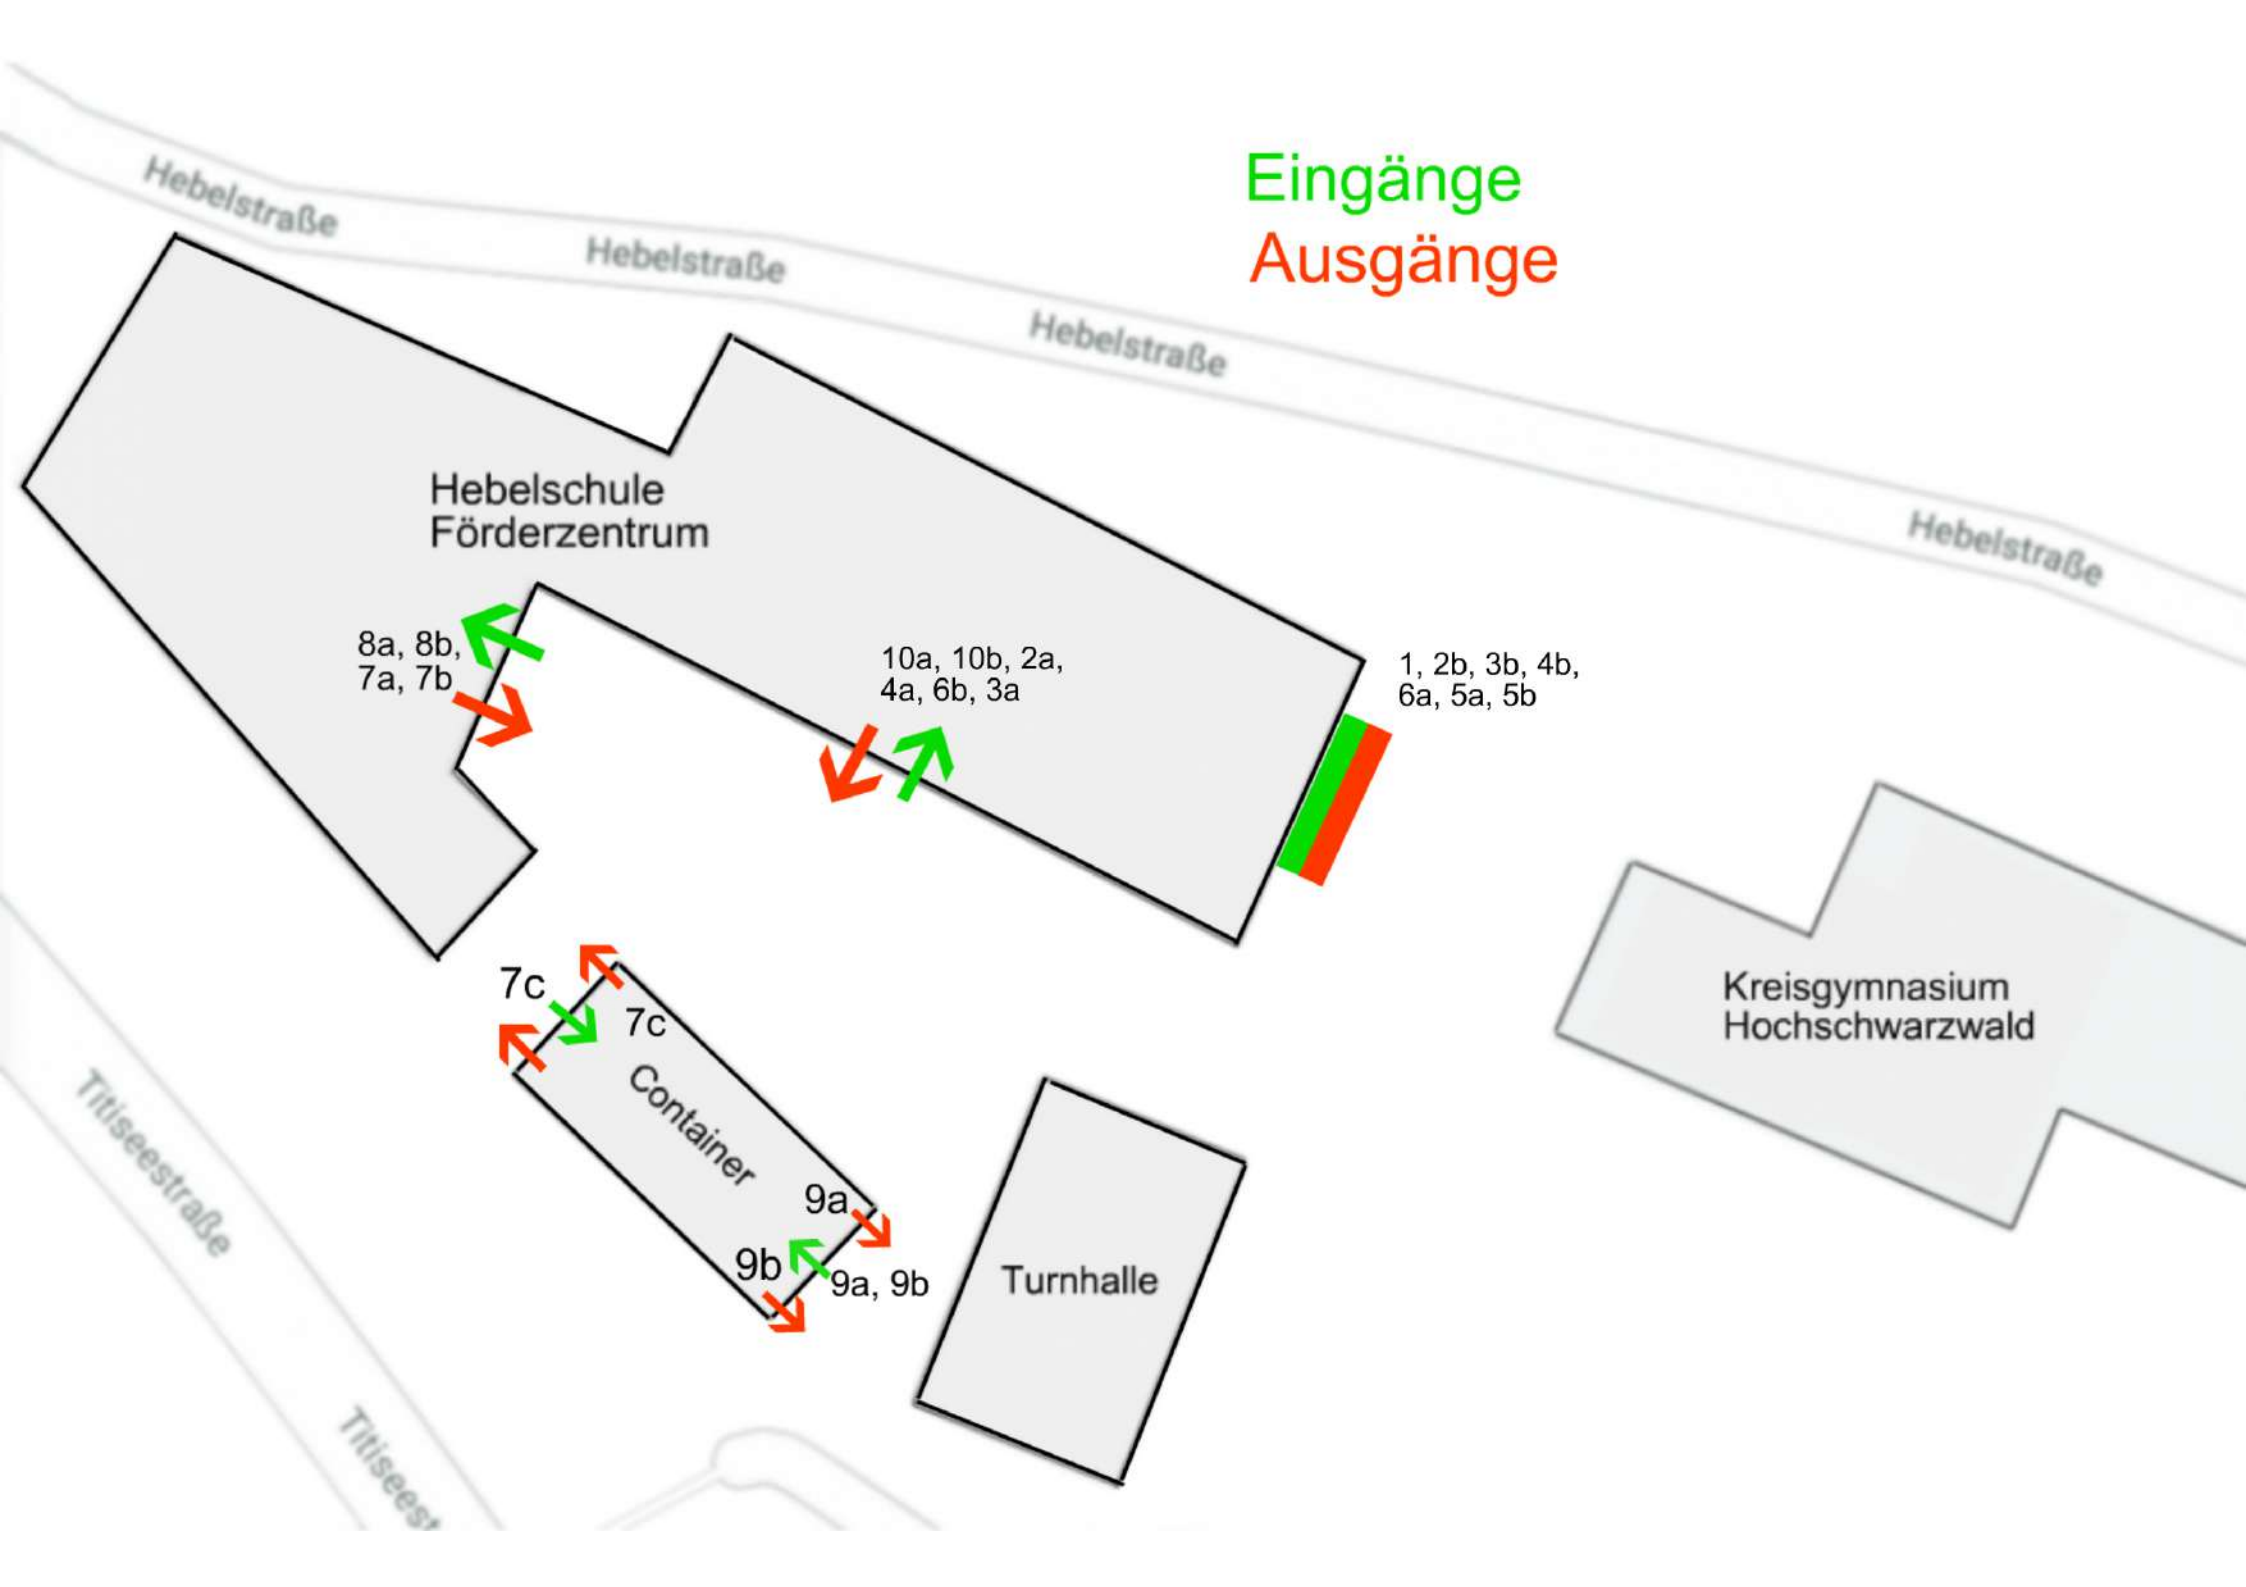 Eingänge
Ausgänge
Hebelstraße
Hebelstraße
Hebelstraße
Hebelstraße
Hebelschule
Förderzentrum
8a, 8b,
7a, 7b
10a, 10b, 2a,
4a, 6b, 3a
1, 2b, 3b, 4b,
6a, 5a, 5b
Kreisgymnasium
Hochschwarzwald
7c
7c
Container
9a
9b
9a, 9b
Turnhalle
Titiseestraße
Titiseest